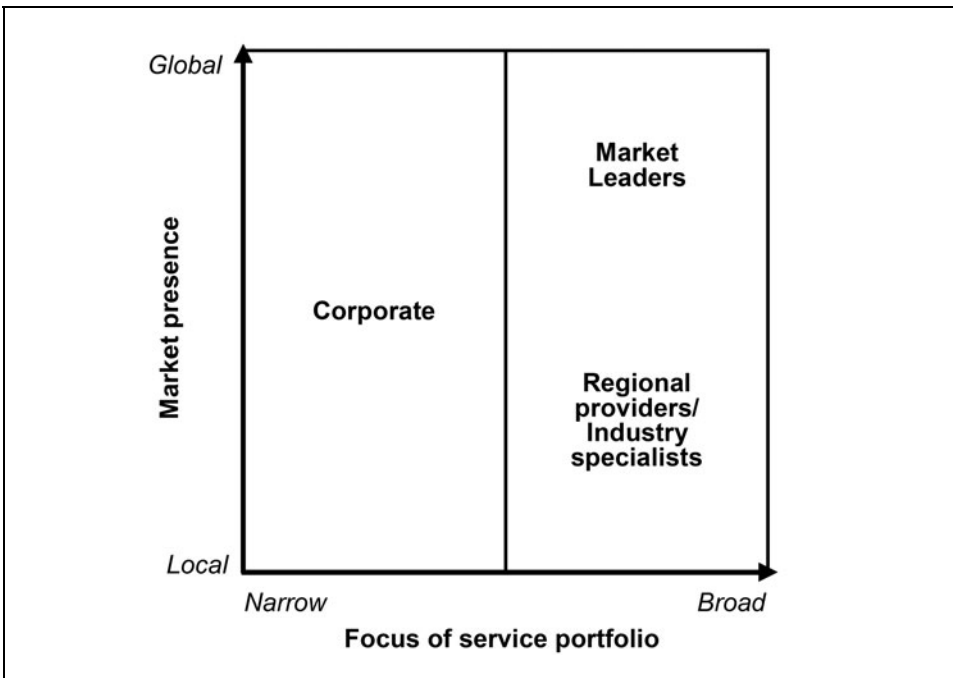 Global
Market
Leaders
Market presence
Corporate
Regional
providers/
Industry
specialists
Local
Narrow
Broad
Focus of service portfolio